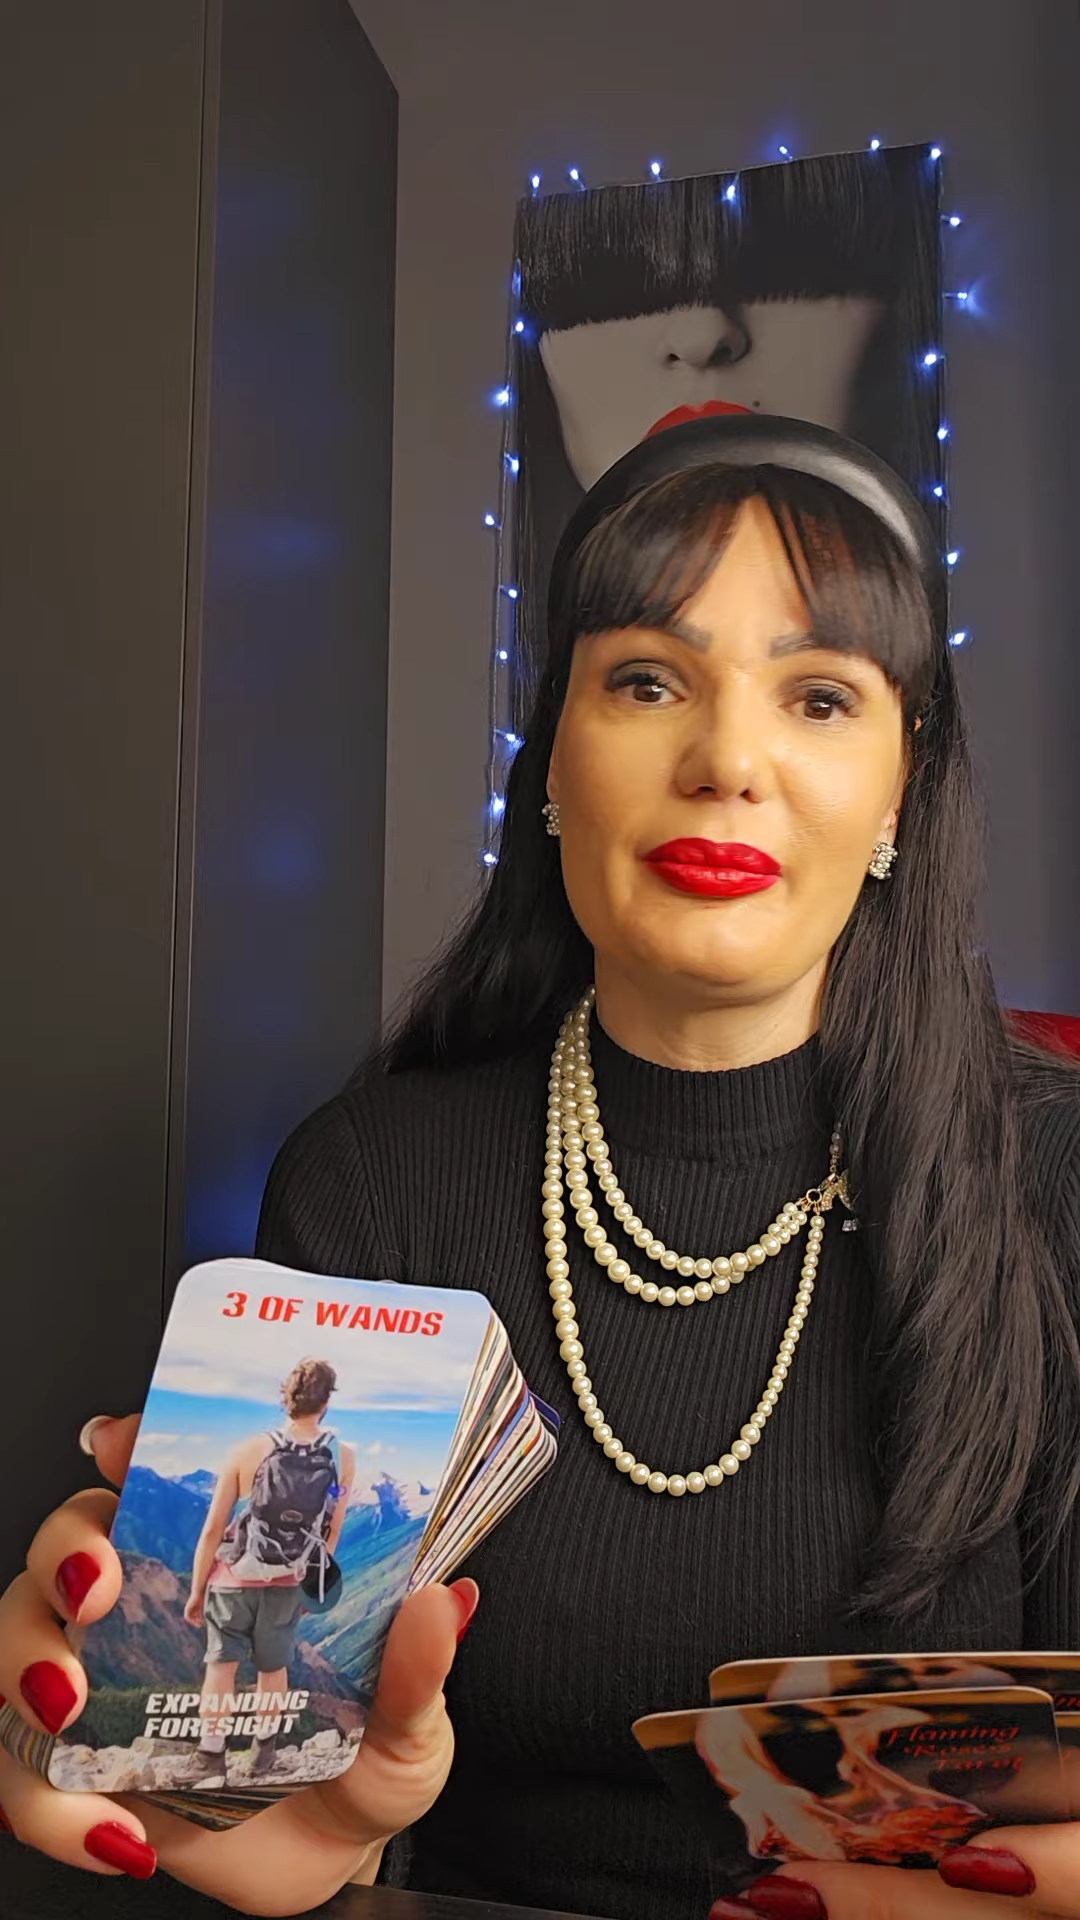 3 OF WANDS
EXPANDING
FORESIGHT
Flaming
Roses
Tarot